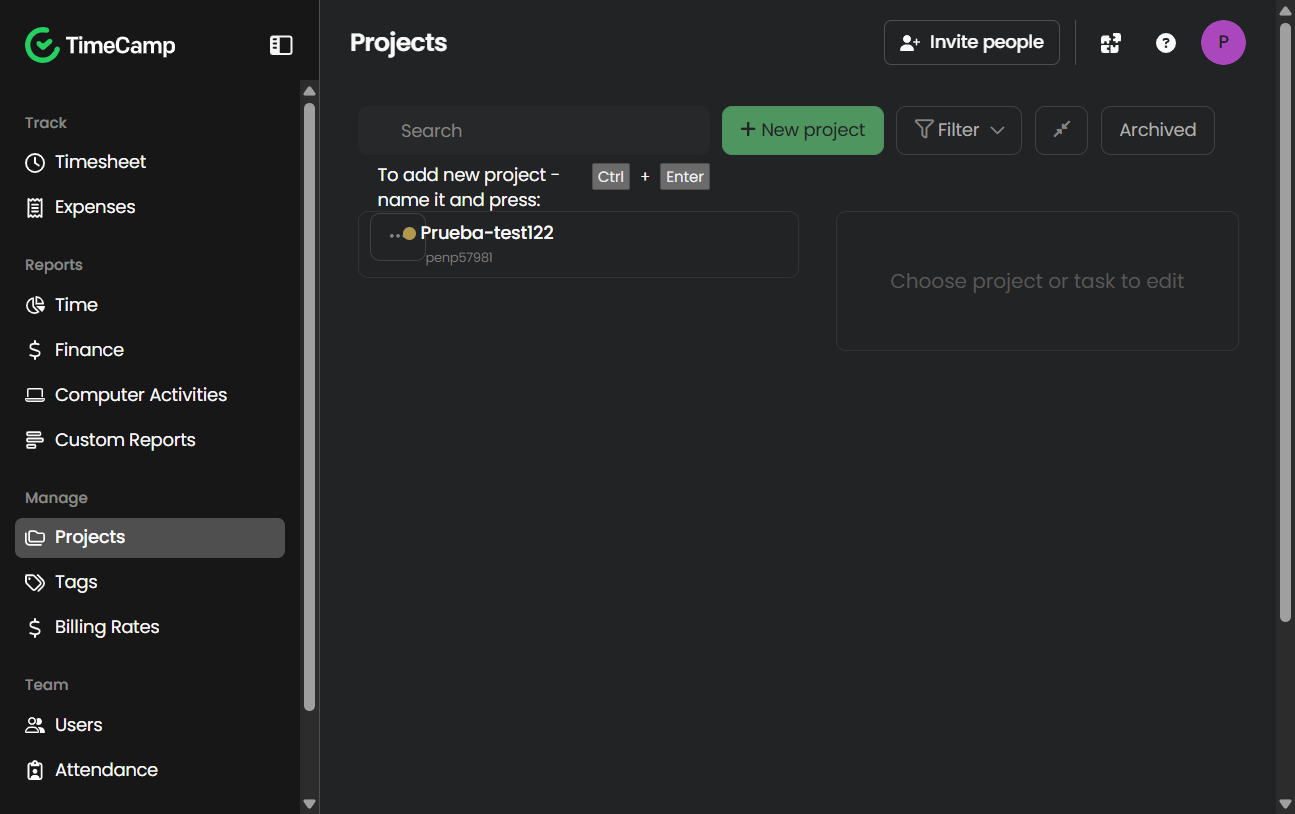 TimeCamp
Track
Timesheet
Expenses
Reports
Time
Finance
Computer Activities
Custom Reports
Manage
Projects
Tags
Billing Rates
Team
Users
Attendance
Projects
Invite people
P
Search
+ New project
Filter
Archived
To add new project -
name it and press:
Ctrl + Enter
Prueba-test122
penp57981
Choose project or task to edit